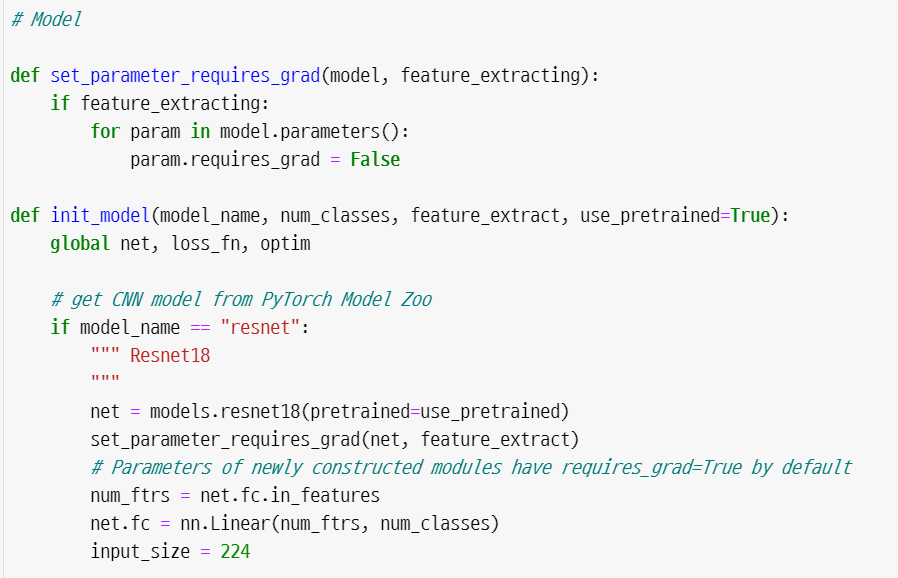 # Model
def set_parameter_requires_grad(model, feature_extracting):
    if feature_extracting:
        for param in model.parameters():
            param.requires_grad = False
def init_model(model_name, num_classes, feature_extract, use_pretrained=True):
    global net, loss_fn, optim
    # get CNN model from PyTorch Model Zoo
    if model_name == "resnet":
        """ Resnet18
        """
        net = models.resnet18(pretrained=use_pretrained)
        set_parameter_requires_grad(net, feature_extract)
        # Parameters of newly constructed modules have requires_grad=True by default
        num_ftrs = net.fc.in_features
        net.fc = nn.Linear(num_ftrs, num_classes)
        input_size = 224